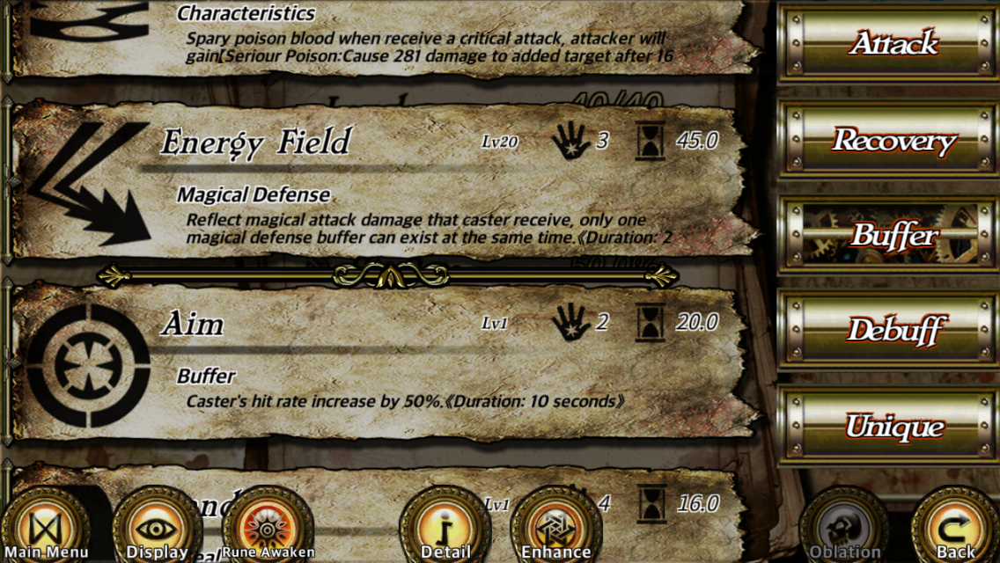 Characteristics
Spary poison blood when receive a critical attack, attacker will
gain【Seriour Poison:Cause 281 damage to added target after 16
40/40
Energy Field Lv20 3 45.0
Magical Defense
Reflect magical attack damage that caster receive, only one
magical defense buffer can exist at the same time.《Duration: 2
Aim Lv1 2 20.0
Buffer
Caster's hit rate increase by 50%.《Duration: 10 seconds》
Lv1 4 16.0
Attack
Recovery
Buffer
Debuff
Unique
Main Menu
Display
Rune Awaken
Detail
Enhance
Oblation
Back